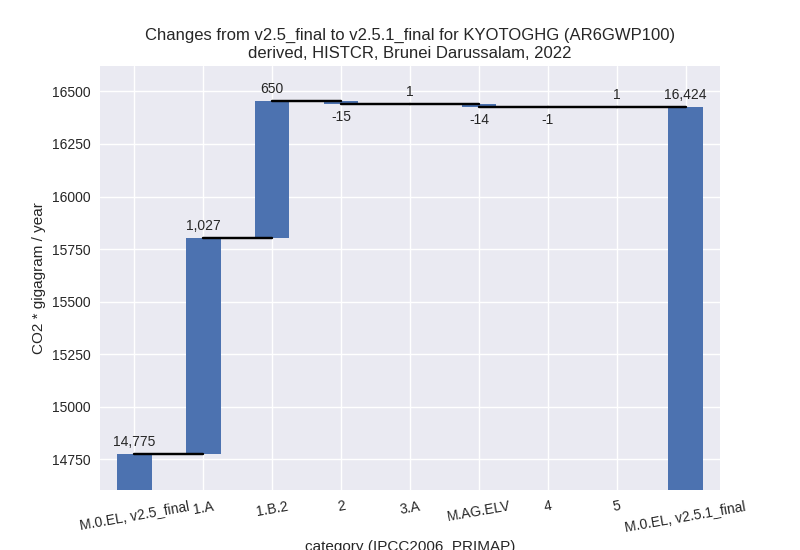 Changes from v2.5_final to v2.5.1_final for KYOTOGHG (AR6GWP100)
derived, HISTCR, Brunei Darussalam, 2022
CO2 * gigagram / year
16500
16250
16000
15750
15500
15250
15000
14750
14,775
1,027
650
-15
1
-14
-1
1
16,424
M.0.EL, v2.5_final
1.A
1.B.2
2
3.A
M.AG.ELV
4
5
M.0.EL, v2.5.1_final
category (IPCC2006_PRIMAP)